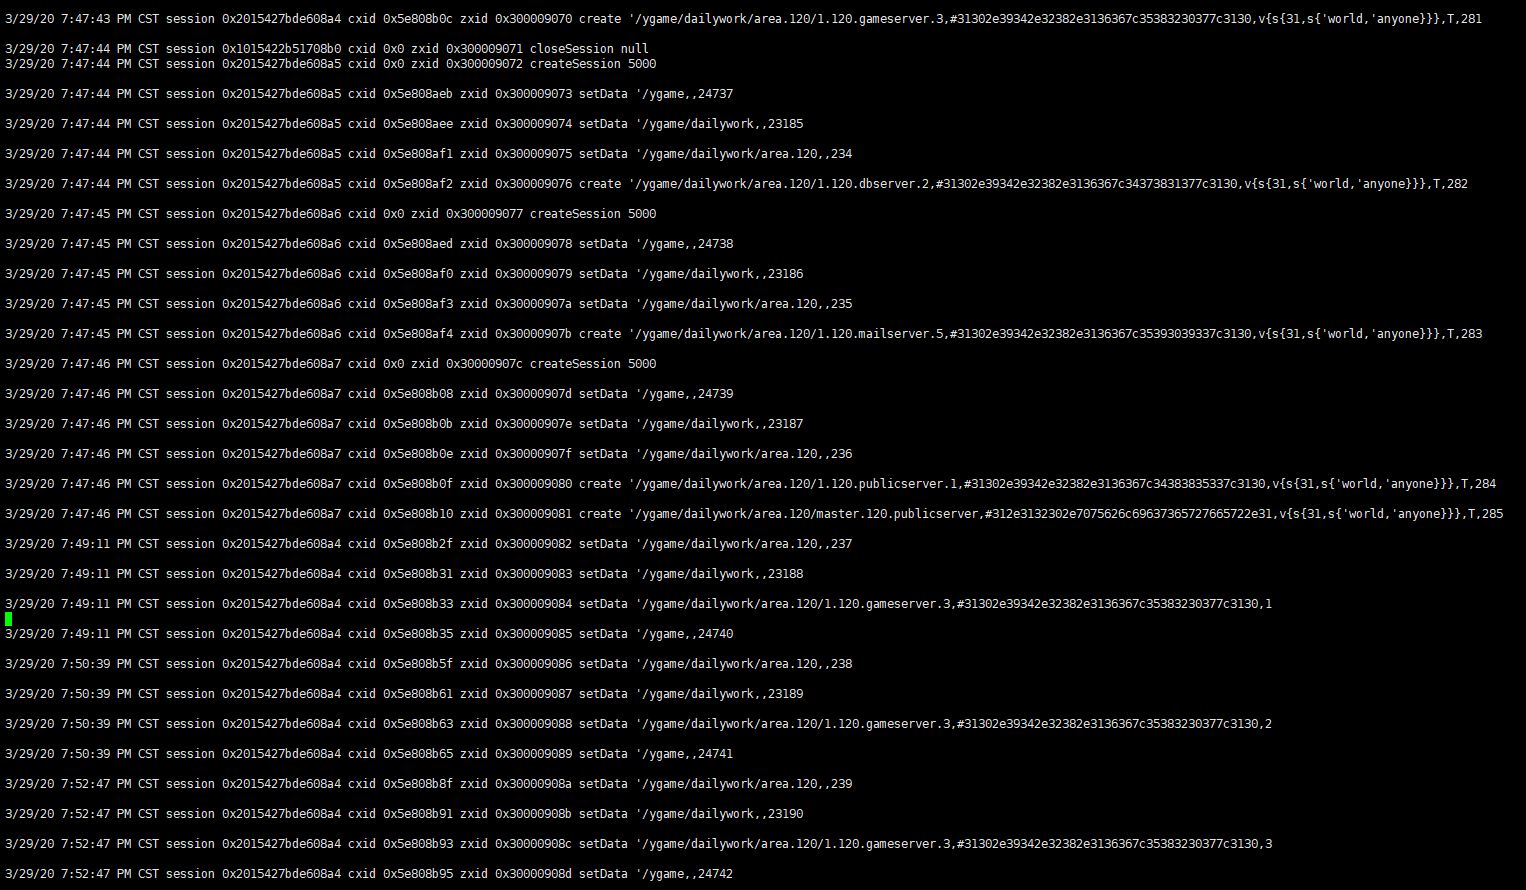 3/29/20 7:47:43 PM CST session 0x2015427bde608a4 cxid 0x5e808b0c zxid 0x300009070 create '/ygame/dailywork/area.120/1.120.gameserver.3,#31302e39342e32382e3136367c35383230377c3130,v{s{31,s{'world,'anyone}}},T,281
3/29/20 7:47:44 PM CST session 0x1015422b51708b0 cxid 0x0 zxid 0x300009071 closeSession null
3/29/20 7:47:44 PM CST session 0x2015427bde608a5 cxid 0x0 zxid 0x300009072 createSession 5000
3/29/20 7:47:44 PM CST session 0x2015427bde608a5 cxid 0x5e808aeb zxid 0x300009073 setData '/ygame,,24737
3/29/20 7:47:44 PM CST session 0x2015427bde608a5 cxid 0x5e808aee zxid 0x300009074 setData '/ygame/dailywork,,23185
3/29/20 7:47:44 PM CST session 0x2015427bde608a5 cxid 0x5e808af1 zxid 0x300009075 setData '/ygame/dailywork/area.120,,234
3/29/20 7:47:44 PM CST session 0x2015427bde608a5 cxid 0x5e808af2 zxid 0x300009076 create '/ygame/dailywork/area.120/1.120.dbserver.2,#31302e39342e32382e3136367c34373831377c3130,v{s{31,s{'world,'anyone}}},T,282
3/29/20 7:47:45 PM CST session 0x2015427bde608a6 cxid 0x0 zxid 0x300009077 createSession 5000
3/29/20 7:47:45 PM CST session 0x2015427bde608a6 cxid 0x5e808aed zxid 0x300009078 setData '/ygame,,24738
3/29/20 7:47:45 PM CST session 0x2015427bde608a6 cxid 0x5e808af0 zxid 0x300009079 setData '/ygame/dailywork,,23186
3/29/20 7:47:45 PM CST session 0x2015427bde608a6 cxid 0x5e808af3 zxid 0x30000907a setData '/ygame/dailywork/area.120,,235
3/29/20 7:47:45 PM CST session 0x2015427bde608a6 cxid 0x5e808af4 zxid 0x30000907b create '/ygame/dailywork/area.120/1.120.mailserver.5,#31302e39342e32382e3136367c35393039337c3130,v{s{31,s{'world,'anyone}}},T,283
3/29/20 7:47:46 PM CST session 0x2015427bde608a7 cxid 0x0 zxid 0x30000907c createSession 5000
3/29/20 7:47:46 PM CST session 0x2015427bde608a7 cxid 0x5e808b08 zxid 0x30000907d setData '/ygame,,24739
3/29/20 7:47:46 PM CST session 0x2015427bde608a7 cxid 0x5e808b0b zxid 0x30000907e setData '/ygame/dailywork,,23187
3/29/20 7:47:46 PM CST session 0x2015427bde608a7 cxid 0x5e808b0e zxid 0x30000907f setData '/ygame/dailywork/area.120,,236
3/29/20 7:47:46 PM CST session 0x2015427bde608a7 cxid 0x5e808b0f zxid 0x300009080 create '/ygame/dailywork/area.120/1.120.publicserver.1,#31302e39342e32382e3136367c34383835337c3130,v{s{31,s{'world,'anyone}}},T,284
3/29/20 7:47:46 PM CST session 0x2015427bde608a7 cxid 0x5e808b10 zxid 0x300009081 create '/ygame/dailywork/area.120/master.120.publicserver,#312e3132302e7075626c69637365727665722e31,v{s{31,s{'world,'anyone}}},T,285
3/29/20 7:49:11 PM CST session 0x2015427bde608a4 cxid 0x5e808b2f zxid 0x300009082 setData '/ygame/dailywork/area.120,,237
3/29/20 7:49:11 PM CST session 0x2015427bde608a4 cxid 0x5e808b31 zxid 0x300009083 setData '/ygame/dailywork,,23188
3/29/20 7:49:11 PM CST session 0x2015427bde608a4 cxid 0x5e808b33 zxid 0x300009084 setData '/ygame/dailywork/area.120/1.120.gameserver.3,#31302e39342e32382e3136367c35383230377c3130,1
3/29/20 7:49:11 PM CST session 0x2015427bde608a4 cxid 0x5e808b35 zxid 0x300009085 setData '/ygame,,24740
3/29/20 7:50:39 PM CST session 0x2015427bde608a4 cxid 0x5e808b5f zxid 0x300009086 setData '/ygame/dailywork/area.120,,238
3/29/20 7:50:39 PM CST session 0x2015427bde608a4 cxid 0x5e808b61 zxid 0x300009087 setData '/ygame/dailywork,,23189
3/29/20 7:50:39 PM CST session 0x2015427bde608a4 cxid 0x5e808b63 zxid 0x300009088 setData '/ygame/dailywork/area.120/1.120.gameserver.3,#31302e39342e32382e3136367c35383230377c3130,2
3/29/20 7:50:39 PM CST session 0x2015427bde608a4 cxid 0x5e808b65 zxid 0x300009089 setData '/ygame,,24741
3/29/20 7:52:47 PM CST session 0x2015427bde608a4 cxid 0x5e808b8f zxid 0x30000908a setData '/ygame/dailywork/area.120,,239
3/29/20 7:52:47 PM CST session 0x2015427bde608a4 cxid 0x5e808b91 zxid 0x30000908b setData '/ygame/dailywork,,23190
3/29/20 7:52:47 PM CST session 0x2015427bde608a4 cxid 0x5e808b93 zxid 0x30000908c setData '/ygame/dailywork/area.120/1.120.gameserver.3,#31302e39342e32382e3136367c35383230377c3130,3
3/29/20 7:52:47 PM CST session 0x2015427bde608a4 cxid 0x5e808b95 zxid 0x30000908d setData '/ygame,,24742